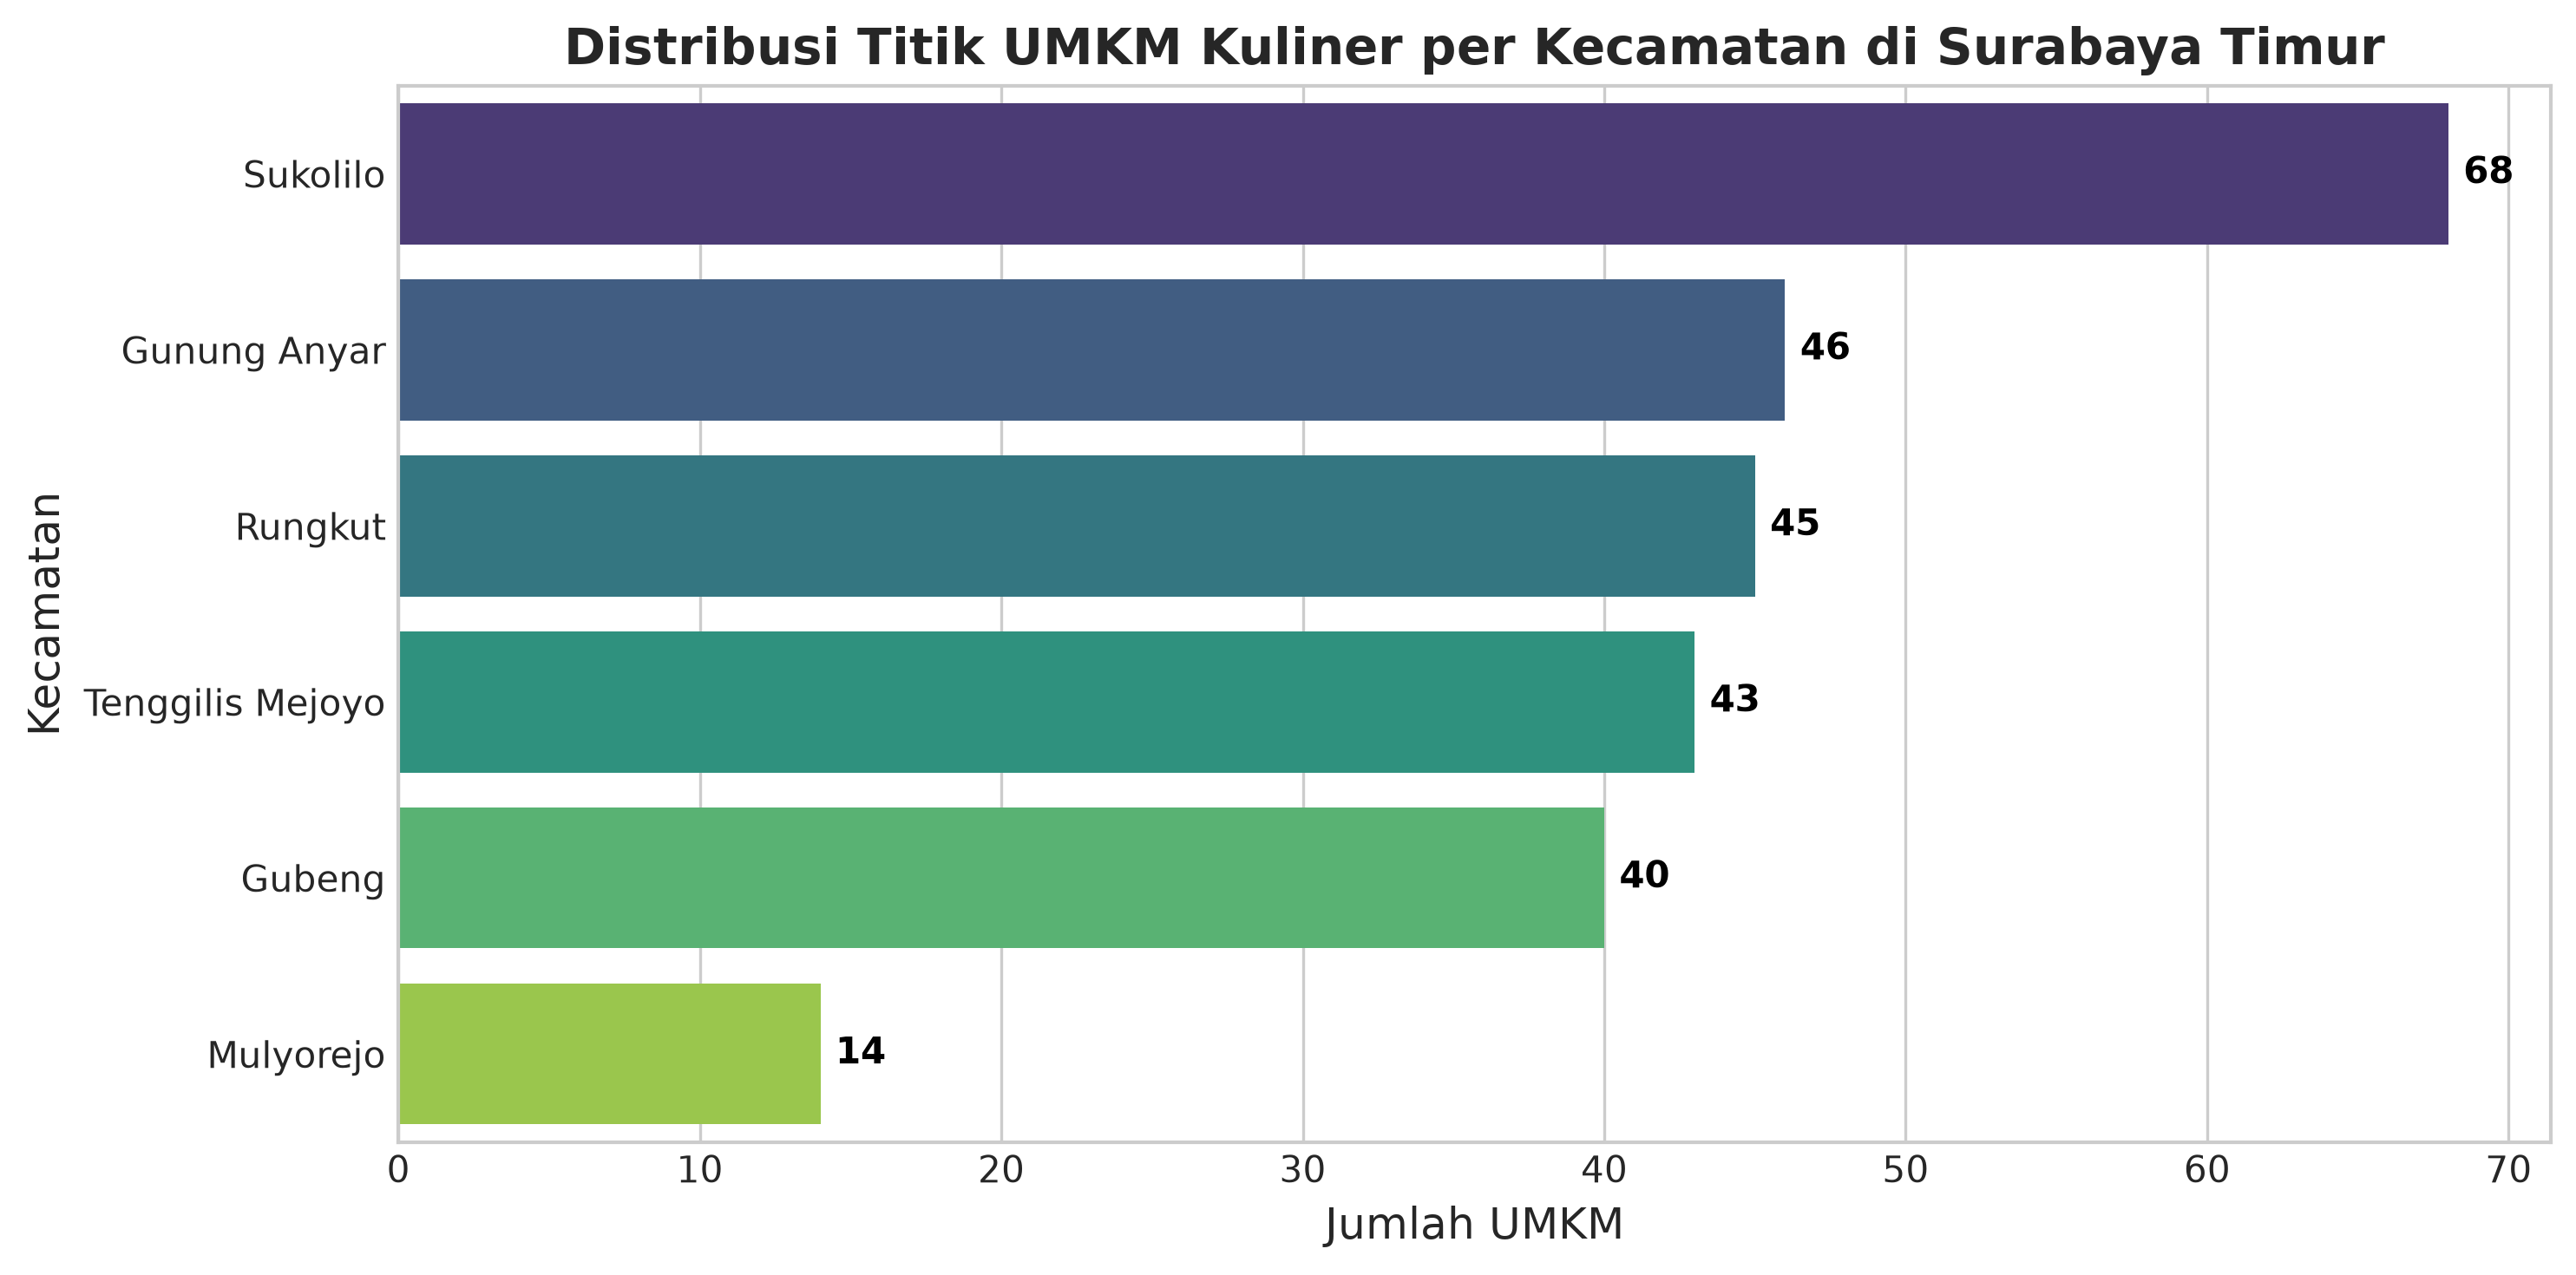 Distribusi Titik UMKM Kuliner per Kecamatan di Surabaya Timur
Kecamatan
Sukolilo 68
Gunung Anyar 46
Rungkut 45
Tenggilis Mejoyo 43
Gubeng 40
Mulyorejo 14
0 10 20 30 40 50 60 70
Jumlah UMKM